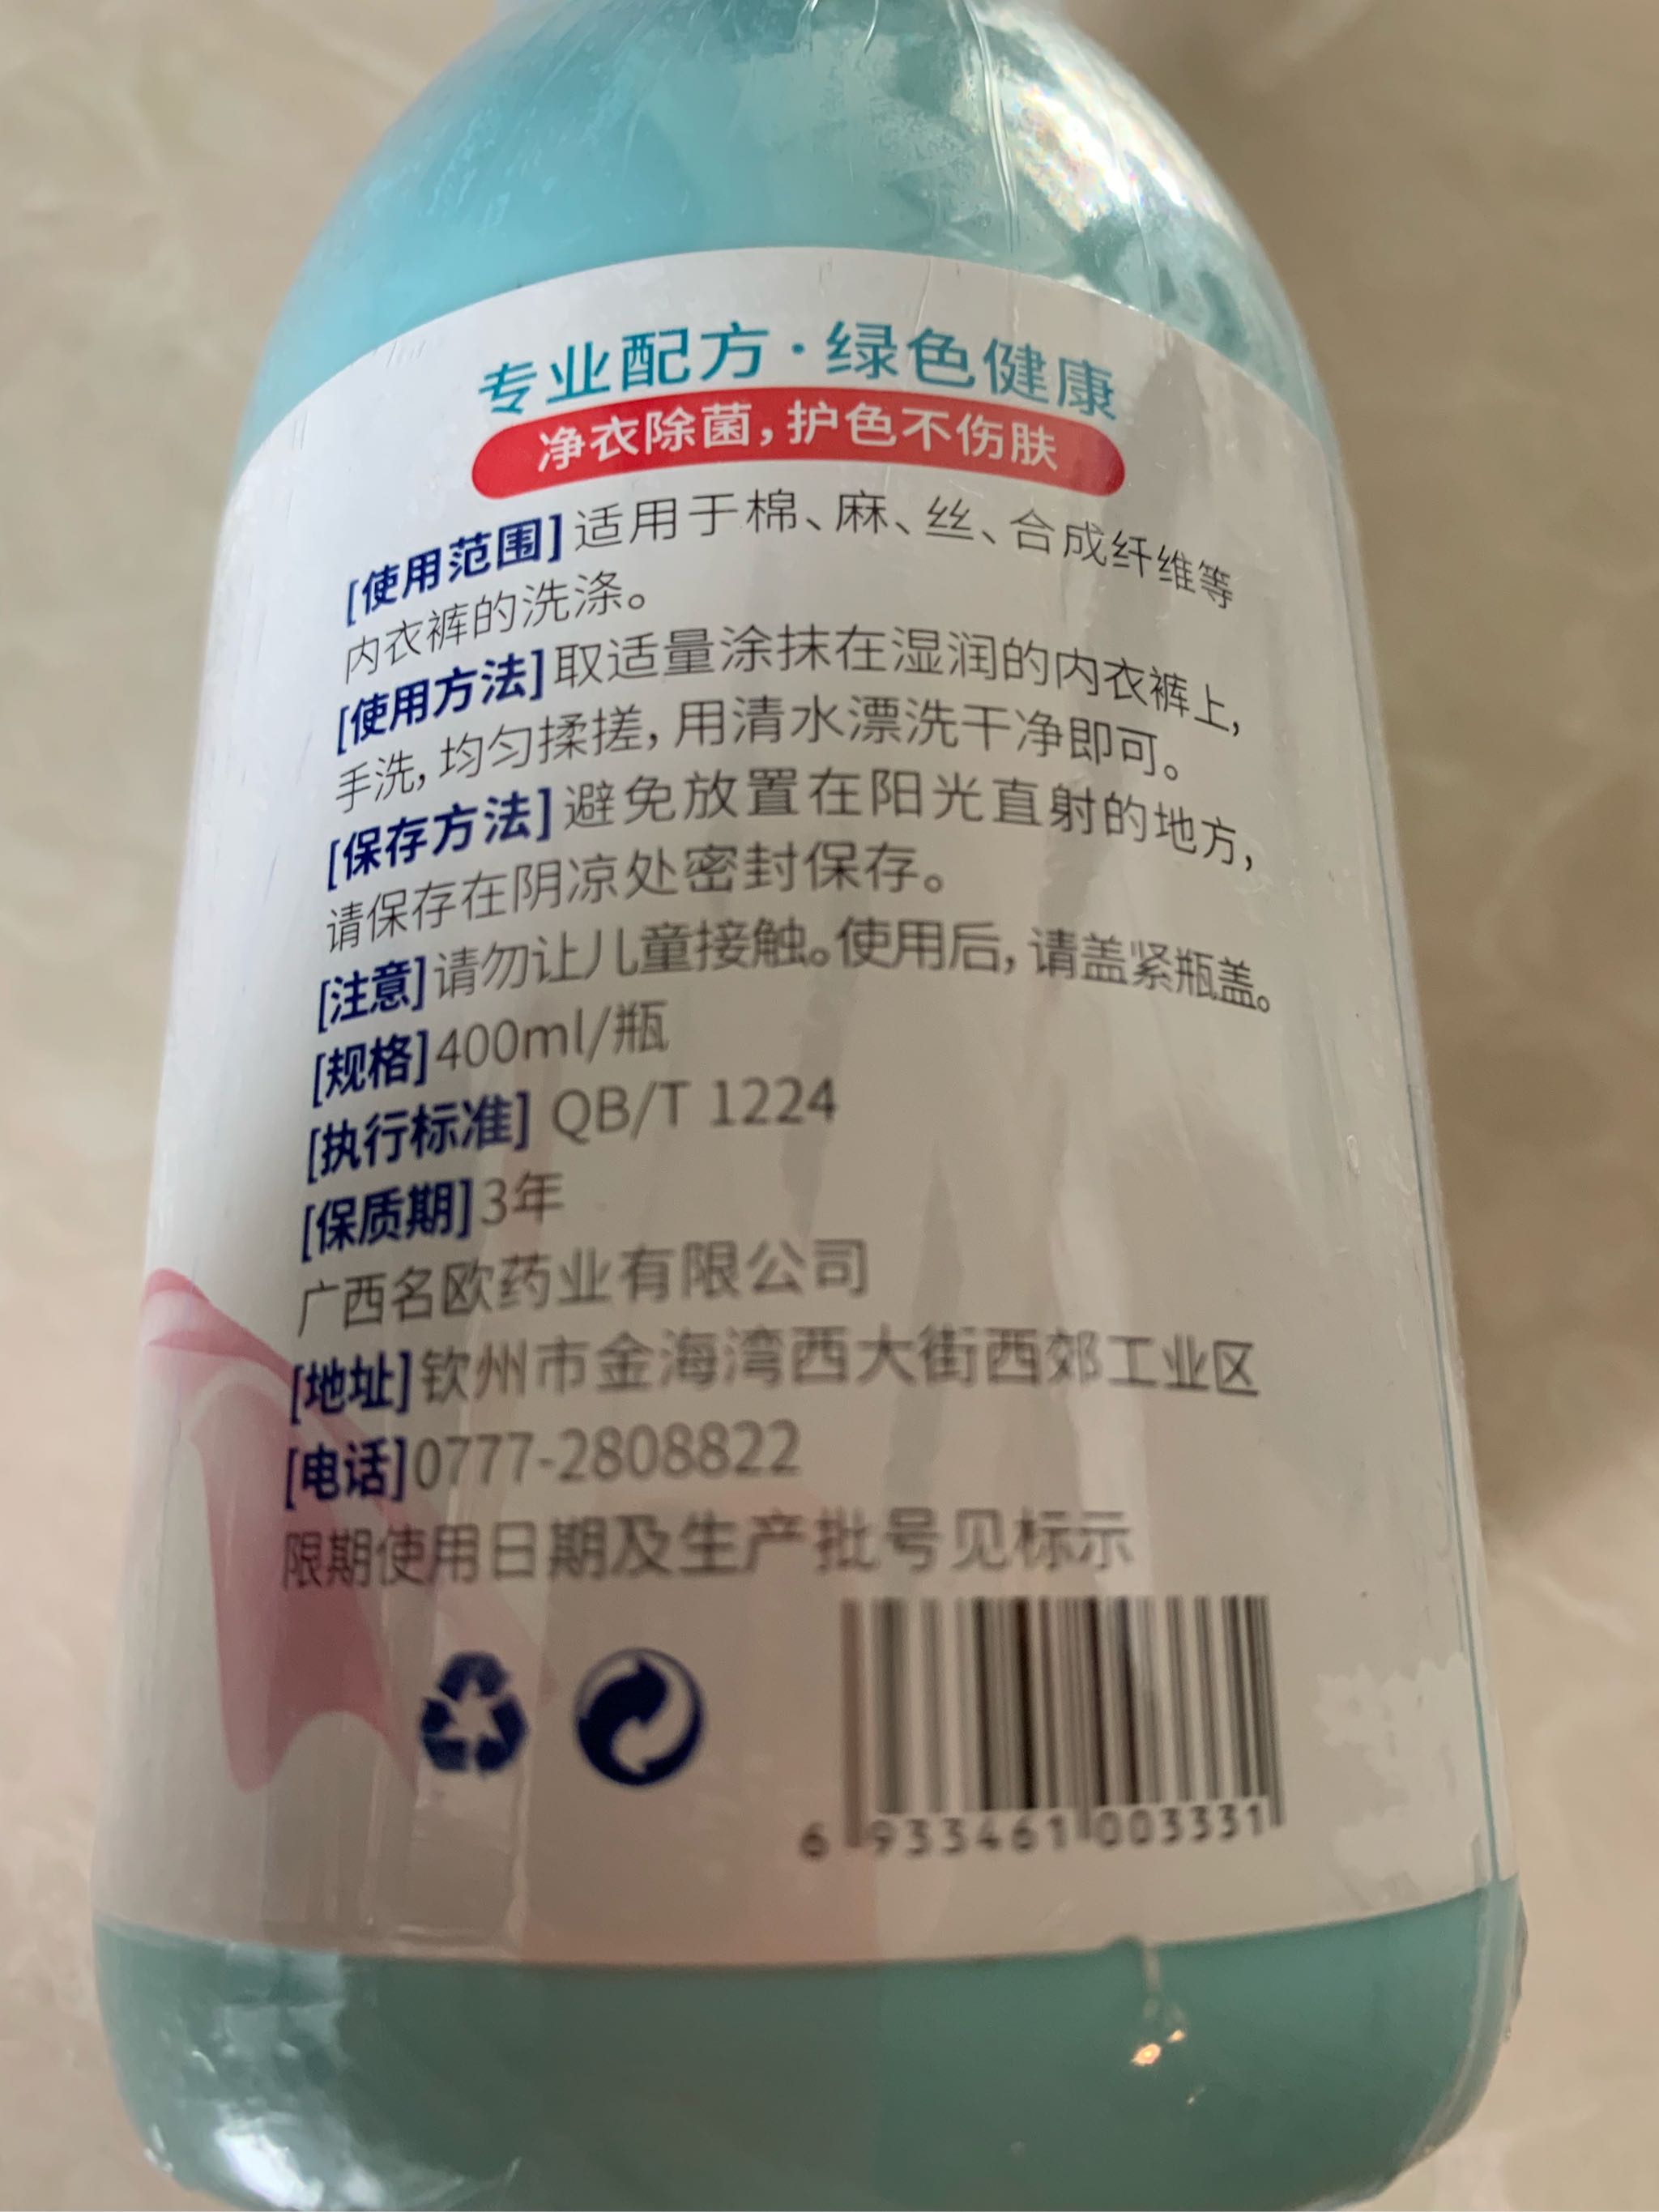 专业配方·绿色健康
净衣除菌，护色不伤肤
[使用范围]适用于棉、麻、丝、合成纤维等
内衣裤的洗涤。
[使用方法]取适量涂抹在湿润的内衣裤上，
手洗，均匀揉搓，用清水漂洗干净即可。
[保存方法]避免放置在阳光直射的地方，
请保存在阴凉处密封保存。
[注意]请勿让儿童接触。使用后，请盖紧瓶盖。
[规格]400ml/瓶
[执行标准] QB/T 1224
[保质期]3年
广西名欧药业有限公司
[地址]钦州市金海湾西大街西郊工业区
[电话]0777-2808822
限期使用日期及生产批号见标示
6 933461 003331